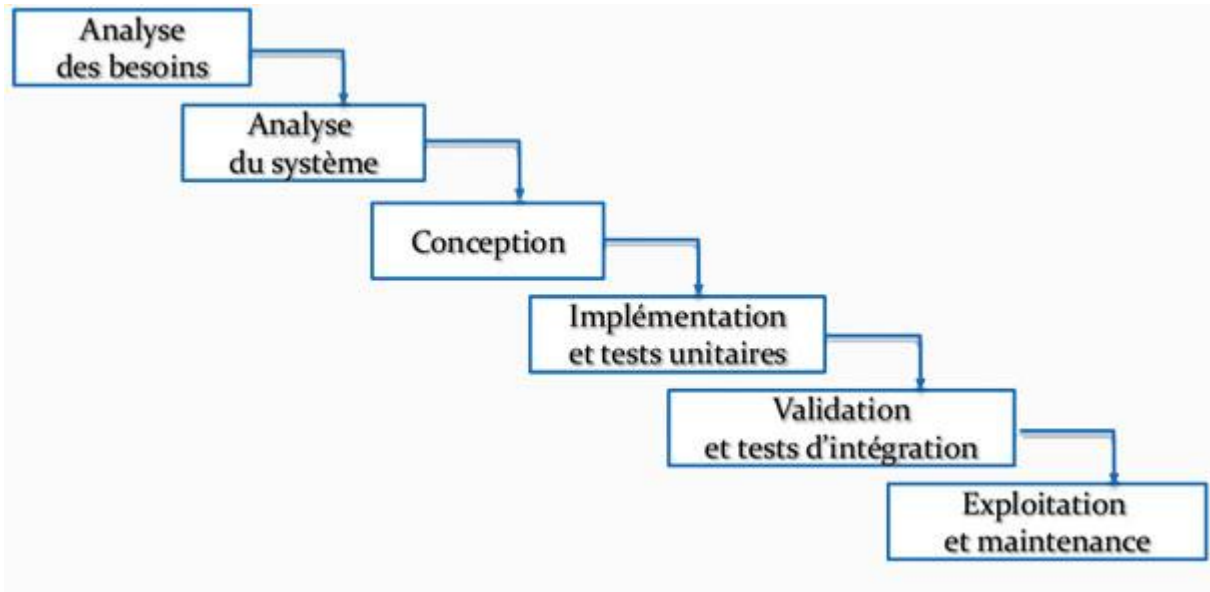 Analyse
des besoins
Analyse
du système
Conception
Implémentation
et tests unitaires
Validation
et tests d'intégration
Exploitation
et maintenance